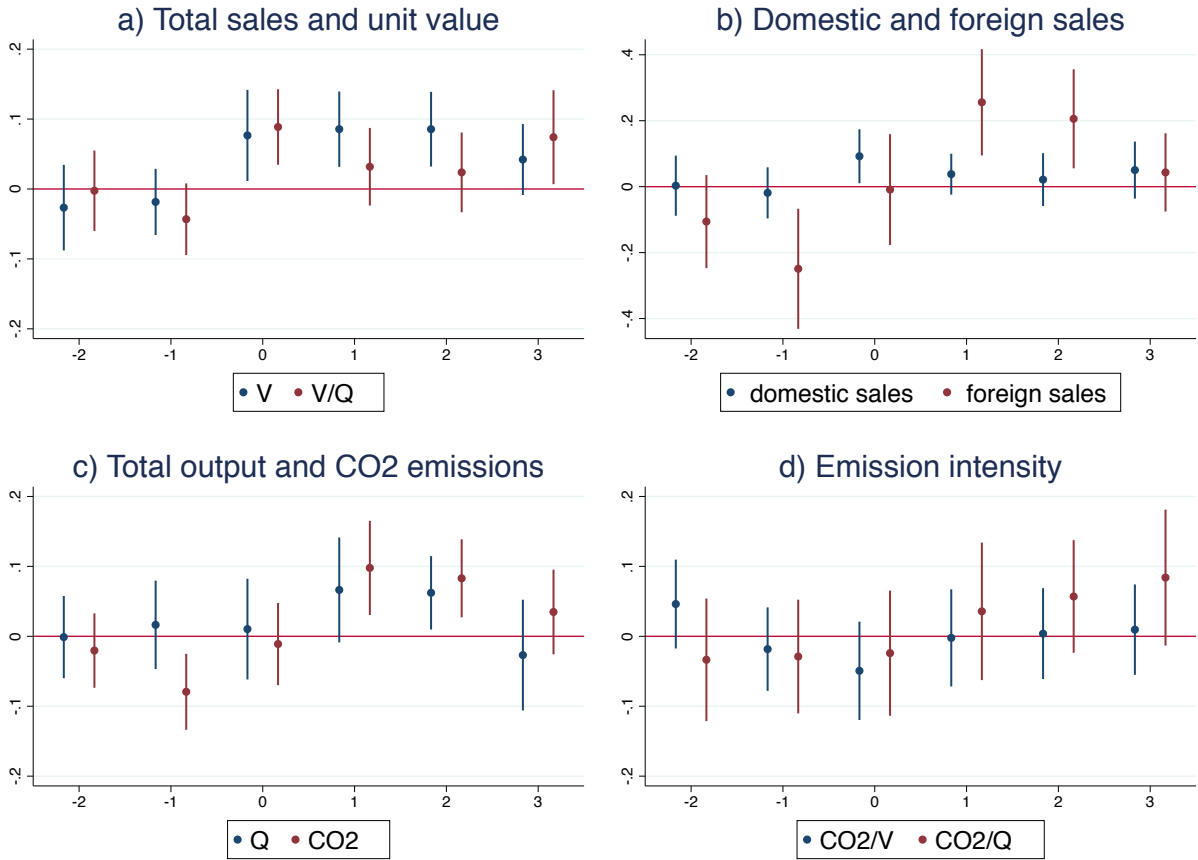 a) Total sales and unit value
.2
.1
0
-.1
-.2
-2 -1 0 1 2 3
V V/Q
b) Domestic and foreign sales
.4
.2
0
-.2
-.4
-2 -1 0 1 2 3
domestic sales foreign sales
c) Total output and CO2 emissions
.2
.1
0
-.1
-.2
-2 -1 0 1 2 3
Q CO2
d) Emission intensity
.2
.1
0
-.1
-.2
-2 -1 0 1 2 3
CO2/V CO2/Q